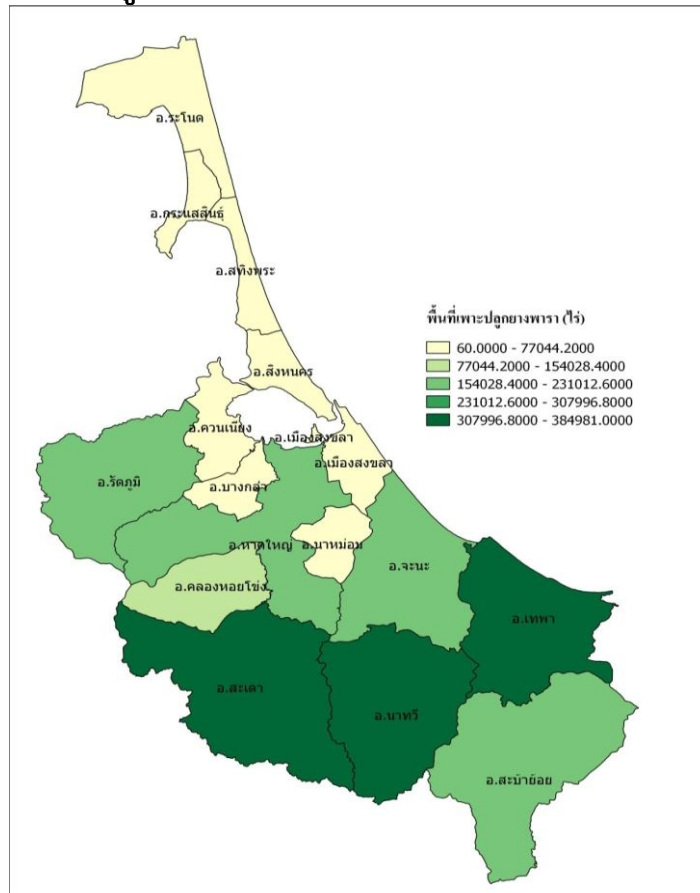 อ.ระโนด
อ.กระแสสินธุ์
อ.สทิงพระ
พื้นที่เพาะปลูกยางพารา (ไร่)
60.0000 - 77044.2000
77044.2000 - 154028.4000
154028.4000 - 231012.6000
231012.6000 - 307996.8000
307996.8000 - 384981.0000
อ.สิงหนคร
อ.ควนเนียง
อ.เมืองสงขลา
อ.เมืองสงขลา
อ.รัตภูมิ
อ.บางกล่ำ
อ.หาดใหญ่
อ.นาหม่อม
อ.จะนะ
อ.คลองหอยโข่ง
อ.เทพา
อ.สะเดา
อ.นาทวี
อ.สะบ้าย้อย